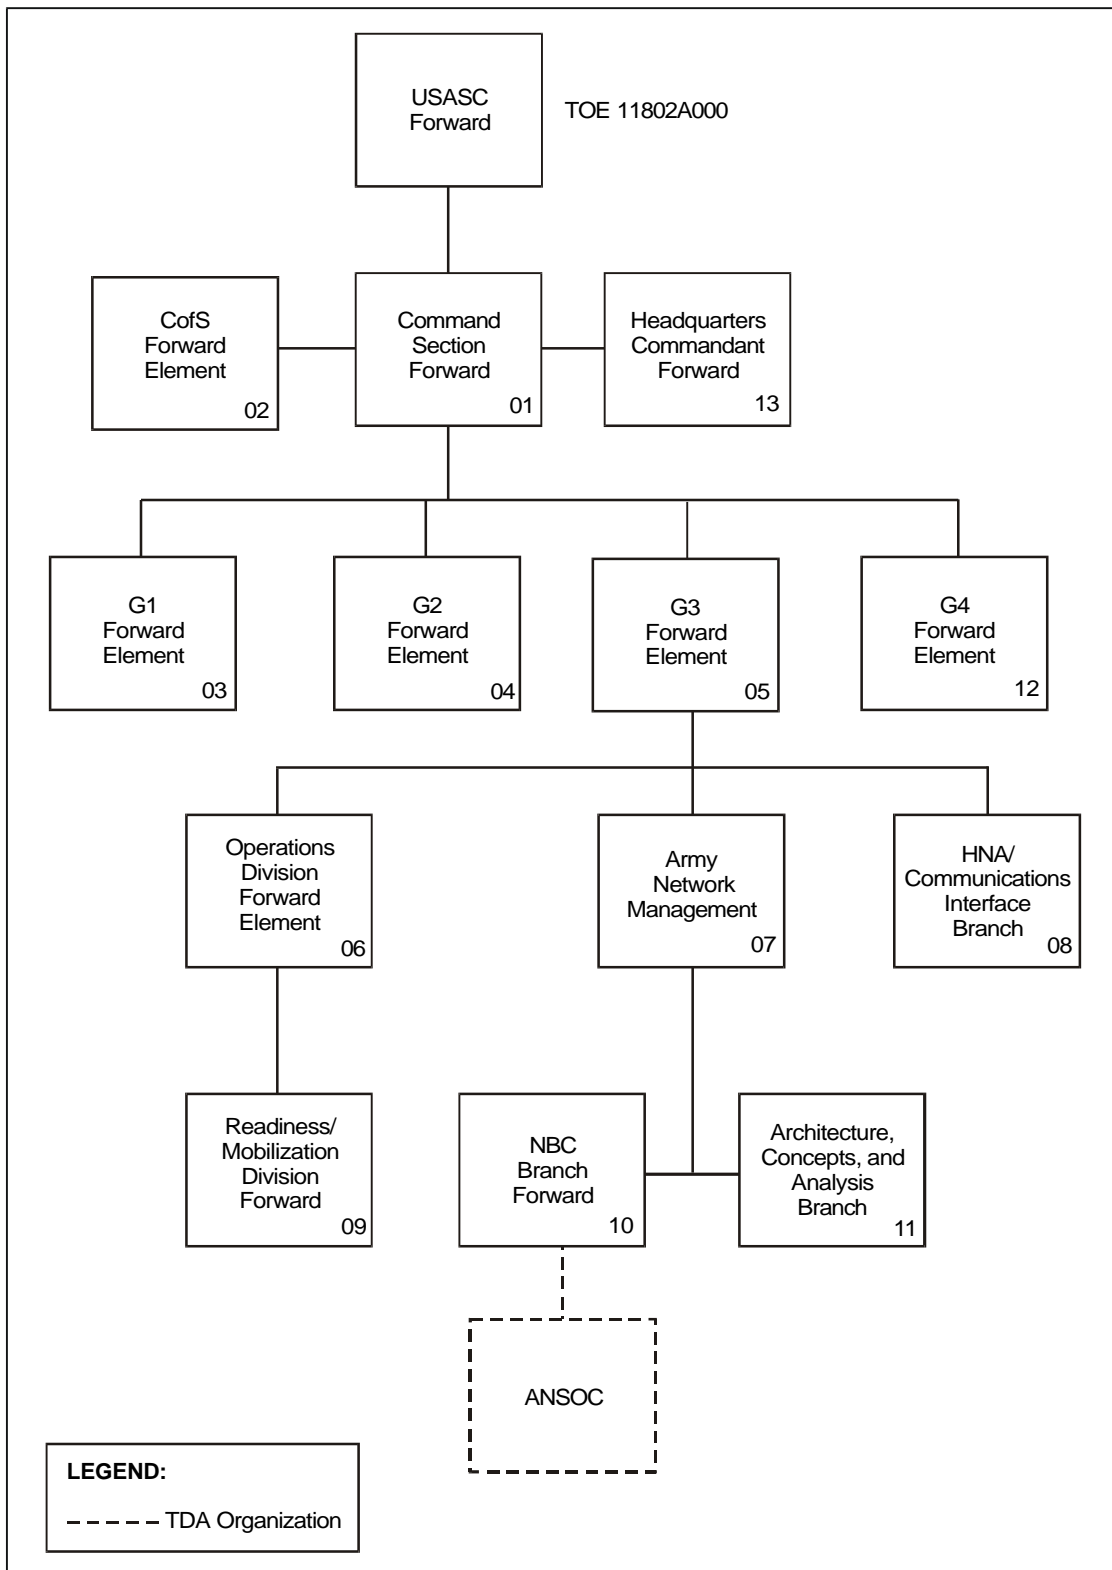 USASC
Forward
TOE 11802A000
CofS
Forward
Element
02
Command
Section
Forward
01
Headquarters
Commandant
Forward
13
G1
Forward
Element
03
G2
Forward
Element
04
G3
Forward
Element
05
G4
Forward
Element
12
Operations
Division
Forward
Element
06
Army
Network
Management
07
HNA/
Communications
Interface
Branch
08
Readiness/
Mobilization
Division
Forward
09
NBC
Branch
Forward
10
Architecture,
Concepts, and
Analysis
Branch
11
ANSOC
LEGEND:
TDA Organization